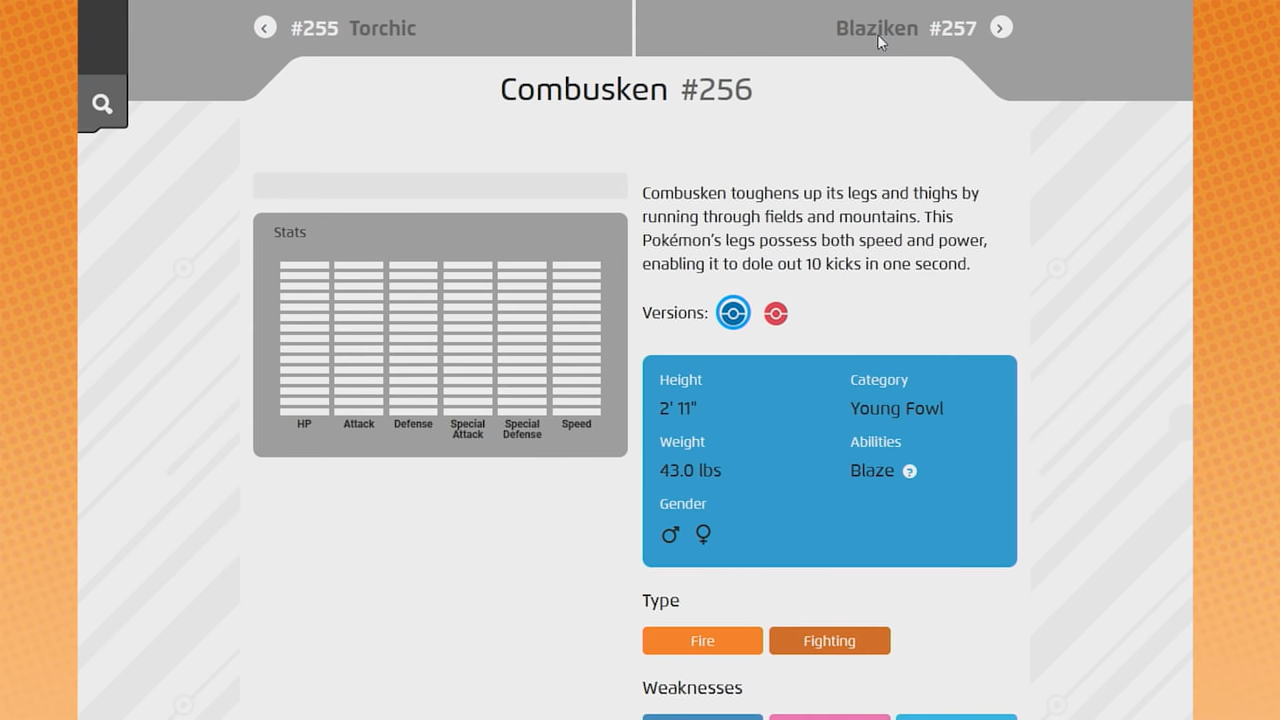 #255 Torchic
Blaziken #257
Combusken #256
Stats
HP
Attack
Defense
Special
Attack
Special
Defense
Speed
Combusken toughens up its legs and thighs by
running through fields and mountains. This
Pokémon's legs possess both speed and power,
enabling it to dole out 10 kicks in one second.
Versions:
Height
2' 11"
Weight
43.0 lbs
Gender
Category
Young Fowl
Abilities
Blaze ?
Type
Fire
Fighting
Weaknesses